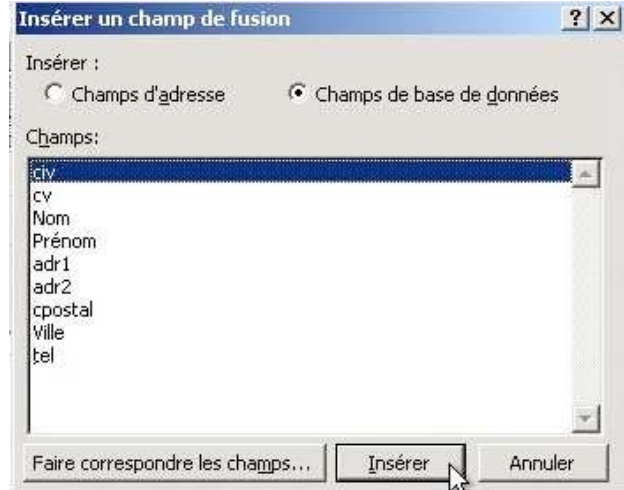 Insérer un champ de fusion
Insérer :
Champs d'adresse Champs de base de données
Champs:
civ
cv
Nom
Prénom
adr1
adr2
cpostal
Ville
tel
Faire correspondre les champs... Insérer Annuler